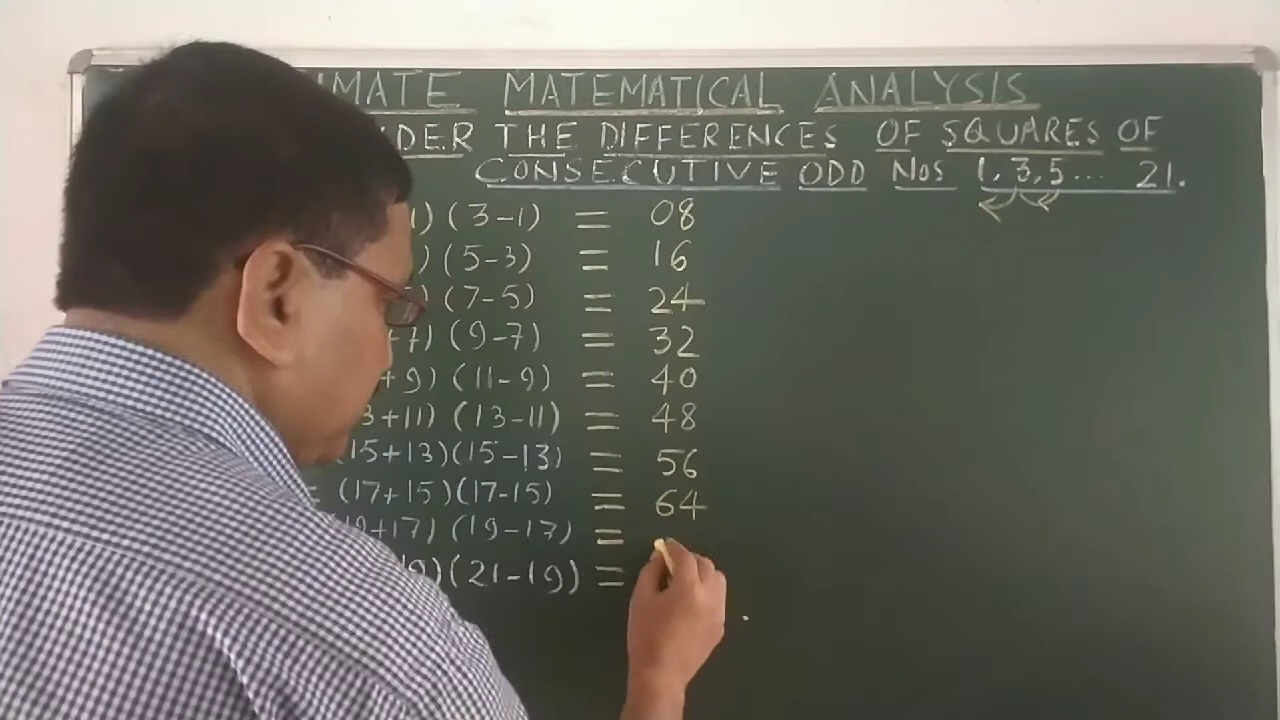 MATEMATICAL ANALYSIS
THE DIFFERENCES OF SQUARES OF
CONSECUTIVE ODD Nos 1, 3, 5... 21.
) (3-1) = 08
) (5-3) = 16
) (7-5) = 24
+7) (9-7) = 32
+9) (11-9) = 40
3+11) (13-11) = 48
(15+13)(15-13) = 56
= (17+15)(17-15) = 64
(19+17) (19-17) =
19)(21-19) =